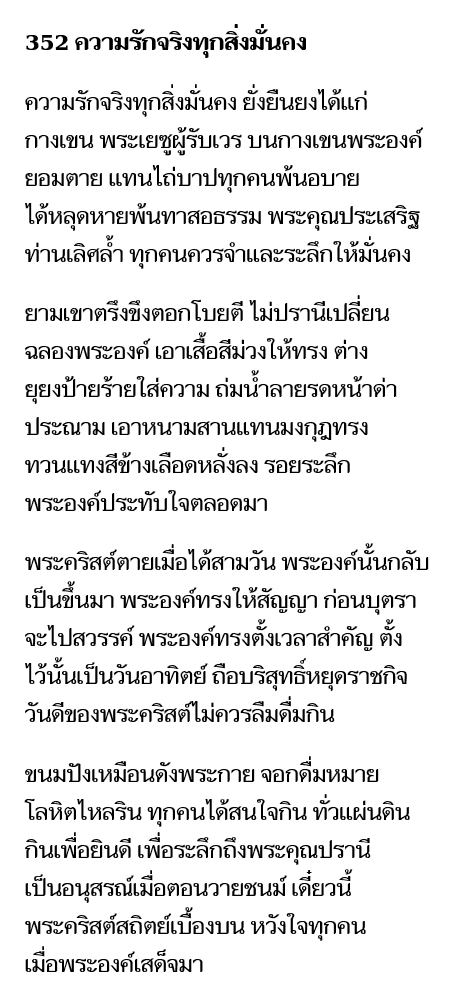 352 ความรักจริงทุกสิ่งมั่นคง
ความรักจริงทุกสิ่งมั่นคง ยั่งยืนยงได้แก่
กางเขน พระเยซูผู้รับเวร บนกางเขนพระองค์
ยอมตาย แทนไถ่บาปทุกคนพ้นอบาย
ได้หลุดหายพ้นทาสอธรรม พระคุณประเสริฐ
ท่านเลิศล้ำ ทุกคนควรจำและระลึกให้มั่นคง
ยามเขาตรึงขึงตอกโบยตี ไม่ปรานีเปลี่ยน
ฉลองพระองค์ เอาเสื้อสีม่วงให้ทรง ต่าง
ยุยงป้ายร้ายใส่ความ ถ่มน้ำลายรดหน้าด่า
ประณาม เอาหนามสานแทนมงกุฎทรง
ทวนแทงสีข้างเลือดหลั่งลง รอยระลึก
พระองค์ประทับใจตลอดมา
พระคริสต์ตายเมื่อได้สามวัน พระองค์นั้นกลับ
เป็นขึ้นมา พระองค์ทรงให้สัญญา ก่อนบุตรา
จะไปสวรรค์ พระองค์ทรงตั้งเวลาสำคัญ ตั้ง
ไว้นั้นเป็นวันอาทิตย์ ถือบริสุทธิ์หยุดราชกิจ
วันดีของพระคริสต์ไม่ควรลืมดื่มกิน
ขนมปังเหมือนดังพระกาย จอกดื่มหมาย
โลหิตไหลริน ทุกคนได้สนใจกิน ทั่วแผ่นดิน
กินเพื่อยินดี เพื่อระลึกถึงพระคุณปรานี
เป็นอนุสรณ์เมื่อตอนวายชนม์ เดี๋ยวนี้
พระคริสต์สถิตย์เบื้องบน หวังใจทุกคน
เมื่อพระองค์เสด็จมา